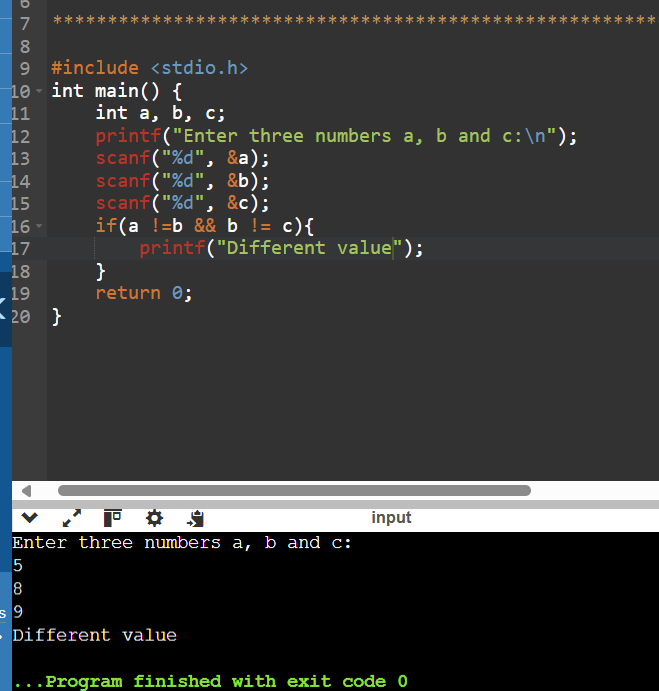 6
7 *******************************************************
8
9 #include <stdio.h>
10 int main() {
11     int a, b, c;
12     printf("Enter three numbers a, b and c:\n");
13     scanf("%d", &a);
14     scanf("%d", &b);
15     scanf("%d", &c);
16     if(a !=b && b != c){
17         printf("Different value");
18     }
19     return 0;
20 }
input
Enter three numbers a, b and c:
5
8
s 9
Different value
...Program finished with exit code 0